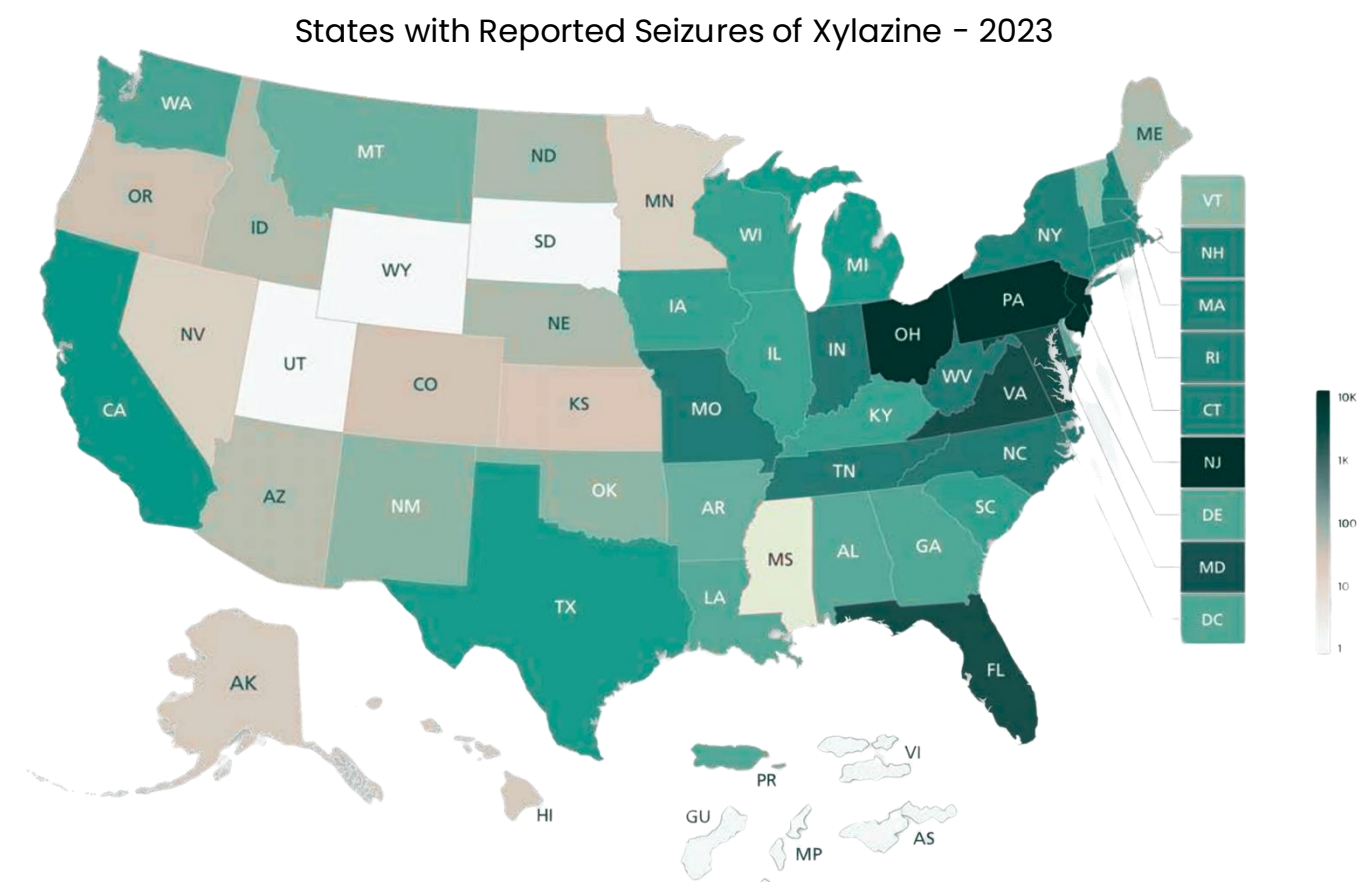 States with Reported Seizures of Xylazine - 2023
WA
MT
ND
ME
OR
ID
MN
VT
SD
WI
NY
NH
WY
MI
PA
MA
IA
NV
NE
OH
RI
UT
IL
IN
WV
CO
KS
MO
KY
VA
CT
CA
10K
TN
NC
NJ
1K
AZ
NM
OK
AR
SC
DE
100
MS
AL
GA
MD
10
TX
LA
DC
1
AK
FL
VI
PR
HI
GU
AS
MP